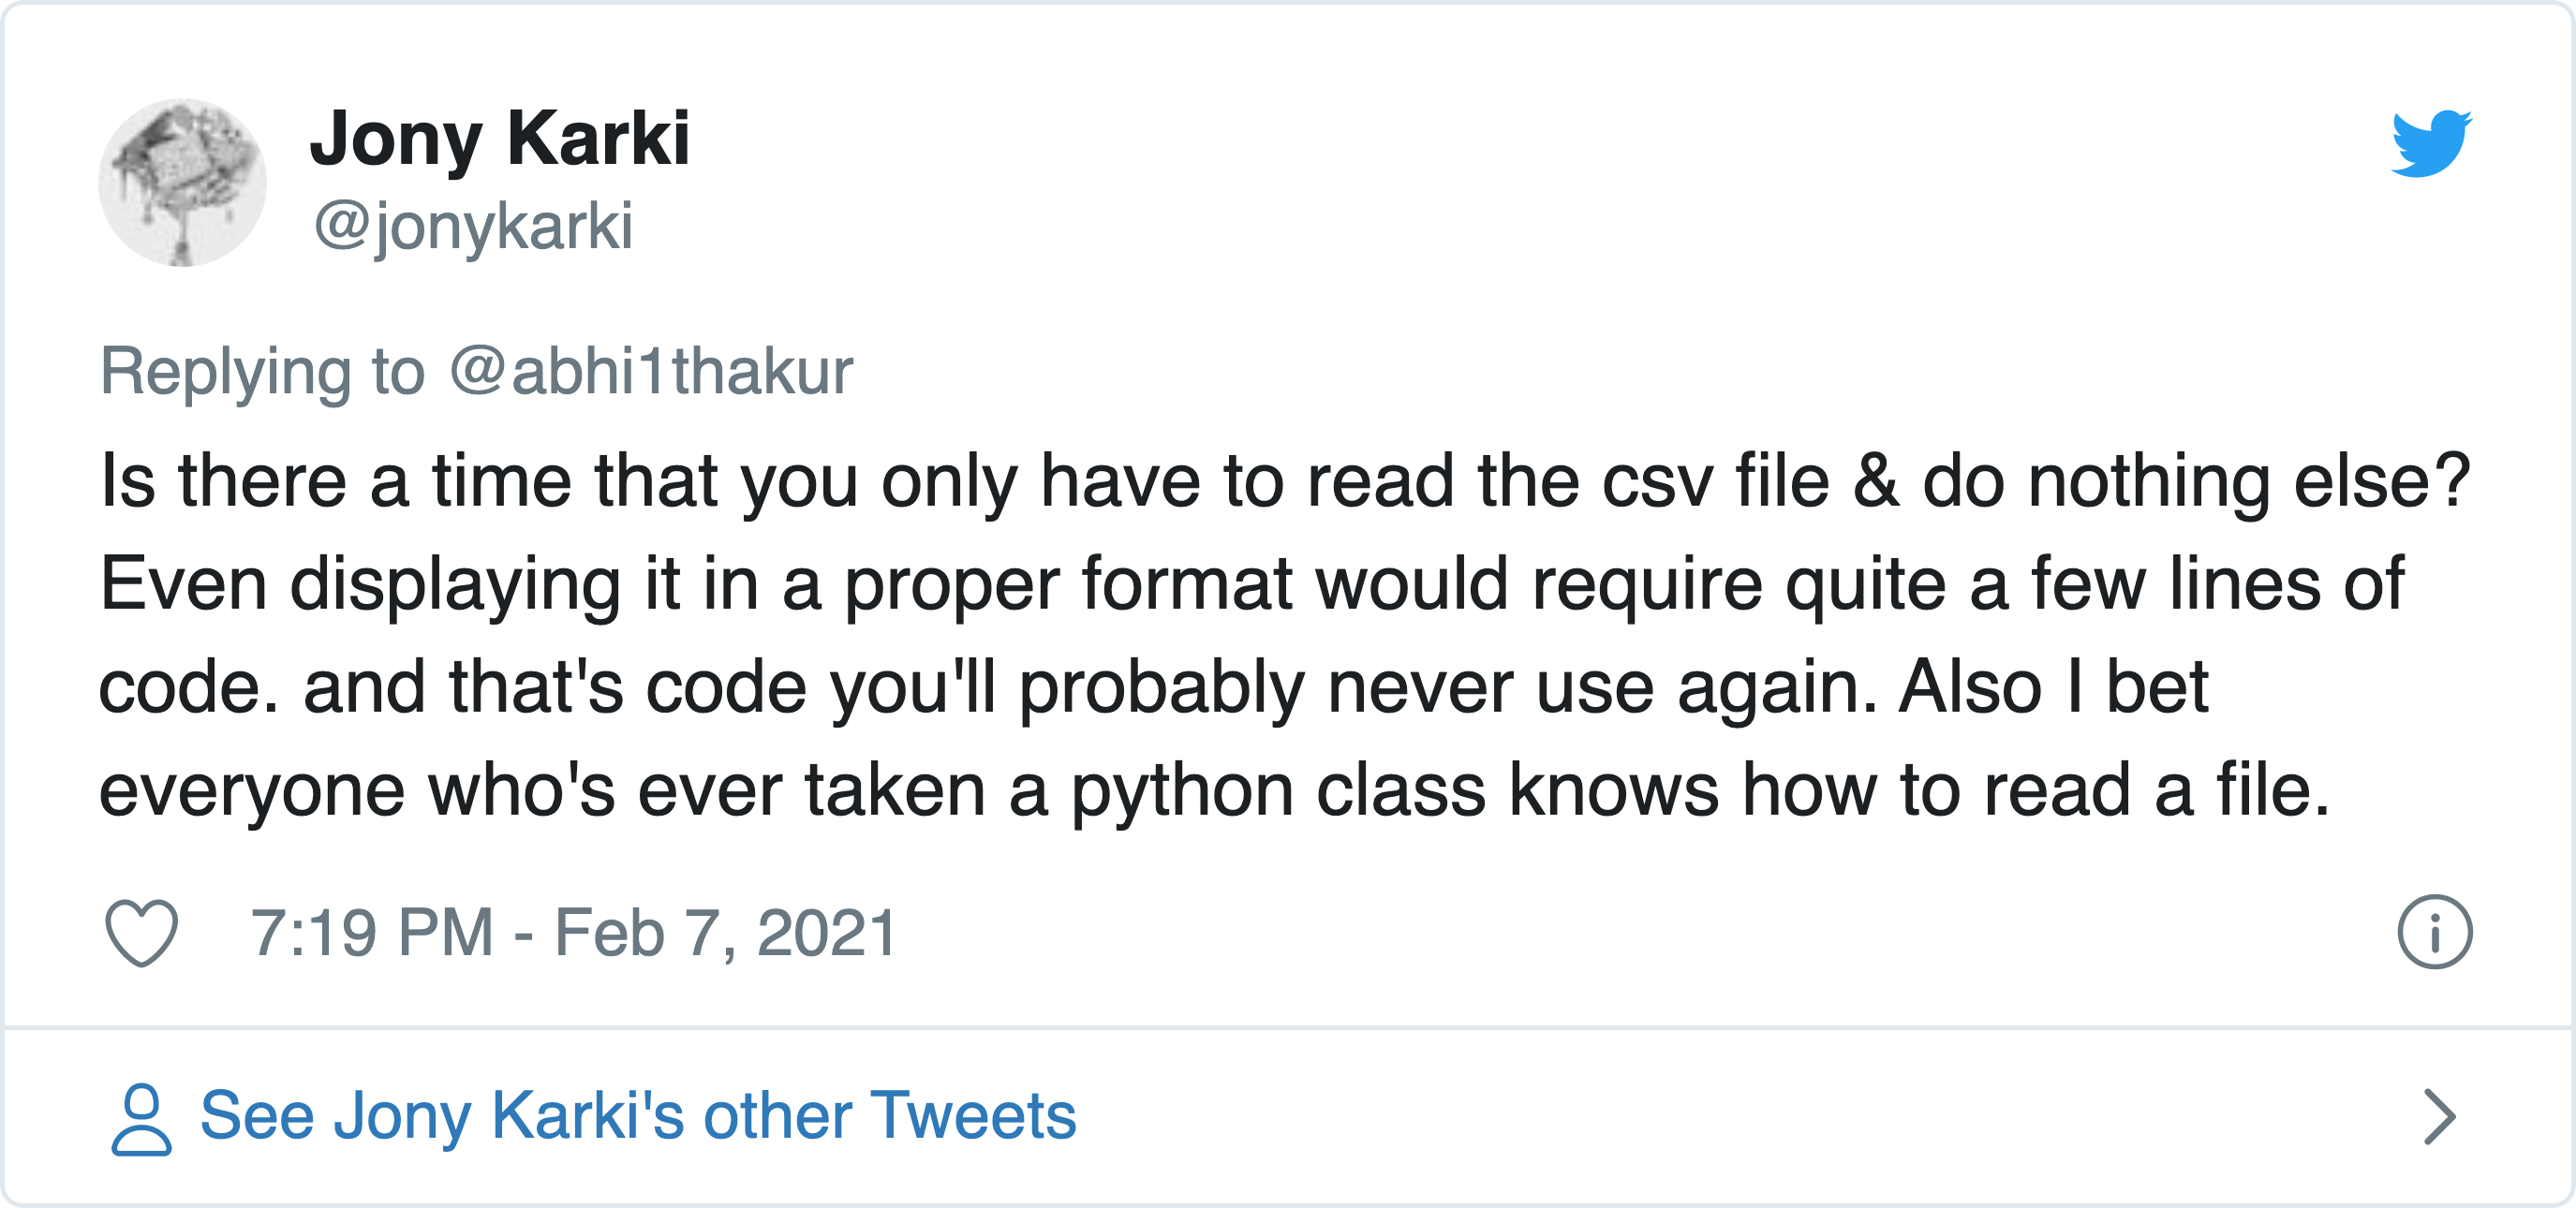 Jony Karki
@jonykarki
Replying to @abhi1thakur
Is there a time that you only have to read the csv file & do nothing else?
Even displaying it in a proper format would require quite a few lines of
code. and that's code you'll probably never use again. Also I bet
everyone who's ever taken a python class knows how to read a file.
7:19 PM - Feb 7, 2021
See Jony Karki's other Tweets